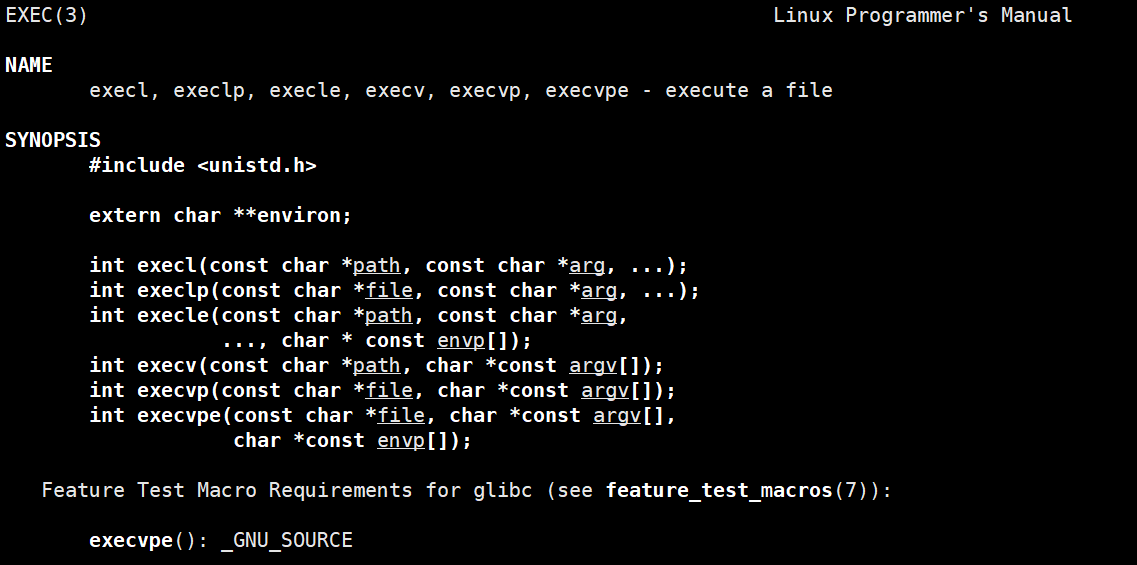 EXEC(3) Linux Programmer's Manual
NAME
execl, execlp, execle, execv, execvp, execvpe - execute a file
SYNOPSIS
#include <unistd.h>
extern char **environ;
int execl(const char *path, const char *arg, ...);
int execlp(const char *file, const char *arg, ...);
int execle(const char *path, const char *arg,
..., char * const envp[]);
int execv(const char *path, char *const argv[]);
int execvp(const char *file, char *const argv[]);
int execvpe(const char *file, char *const argv[],
char *const envp[]);
Feature Test Macro Requirements for glibc (see feature_test_macros(7)):
execvpe(): _GNU_SOURCE